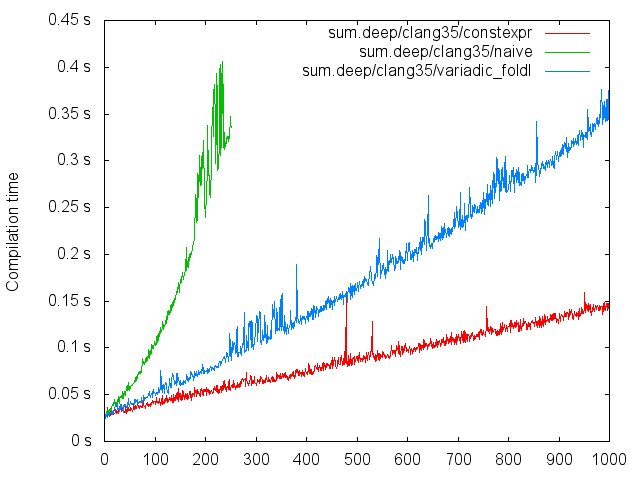 0.45 s
0.4 s
0.35 s
0.3 s
0.25 s
0.2 s
0.15 s
0.1 s
0.05 s
0 s
Compilation time
sum.deep/clang35/constexpr
sum.deep/clang35/naive
sum.deep/clang35/variadic_foldl
0 100 200 300 400 500 600 700 800 900 1000